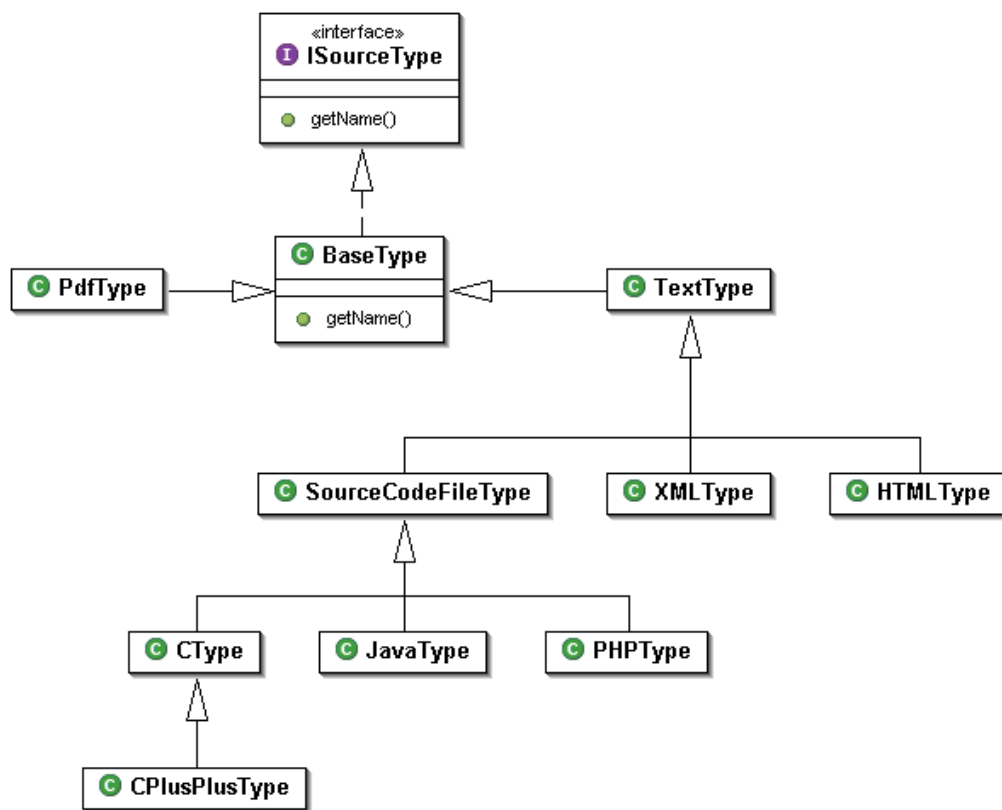 «interface»
I ISourceType
getName()
C BaseType
getName()
C PdfType
C TextType
C SourceCodeFileType
C XMLType
C HTMLType
C CType
C JavaType
C PHPType
C CPlusPlusType